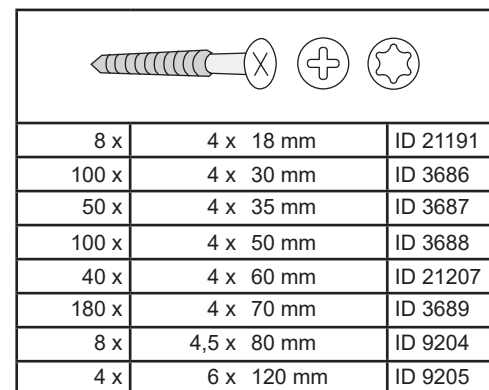 8 x 4 x 18 mm ID 21191
100 x 4 x 30 mm ID 3686
50 x 4 x 35 mm ID 3687
100 x 4 x 50 mm ID 3688
40 x 4 x 60 mm ID 21207
180 x 4 x 70 mm ID 3689
8 x 4,5 x 80 mm ID 9204
4 x 6 x 120 mm ID 9205